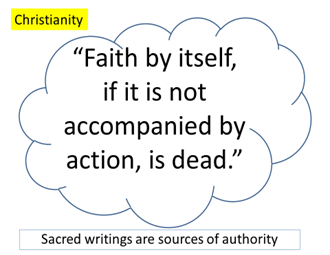 Christianity
“Faith by itself,
if it is not
accompanied by
action, is dead.”
Sacred writings are sources of authority